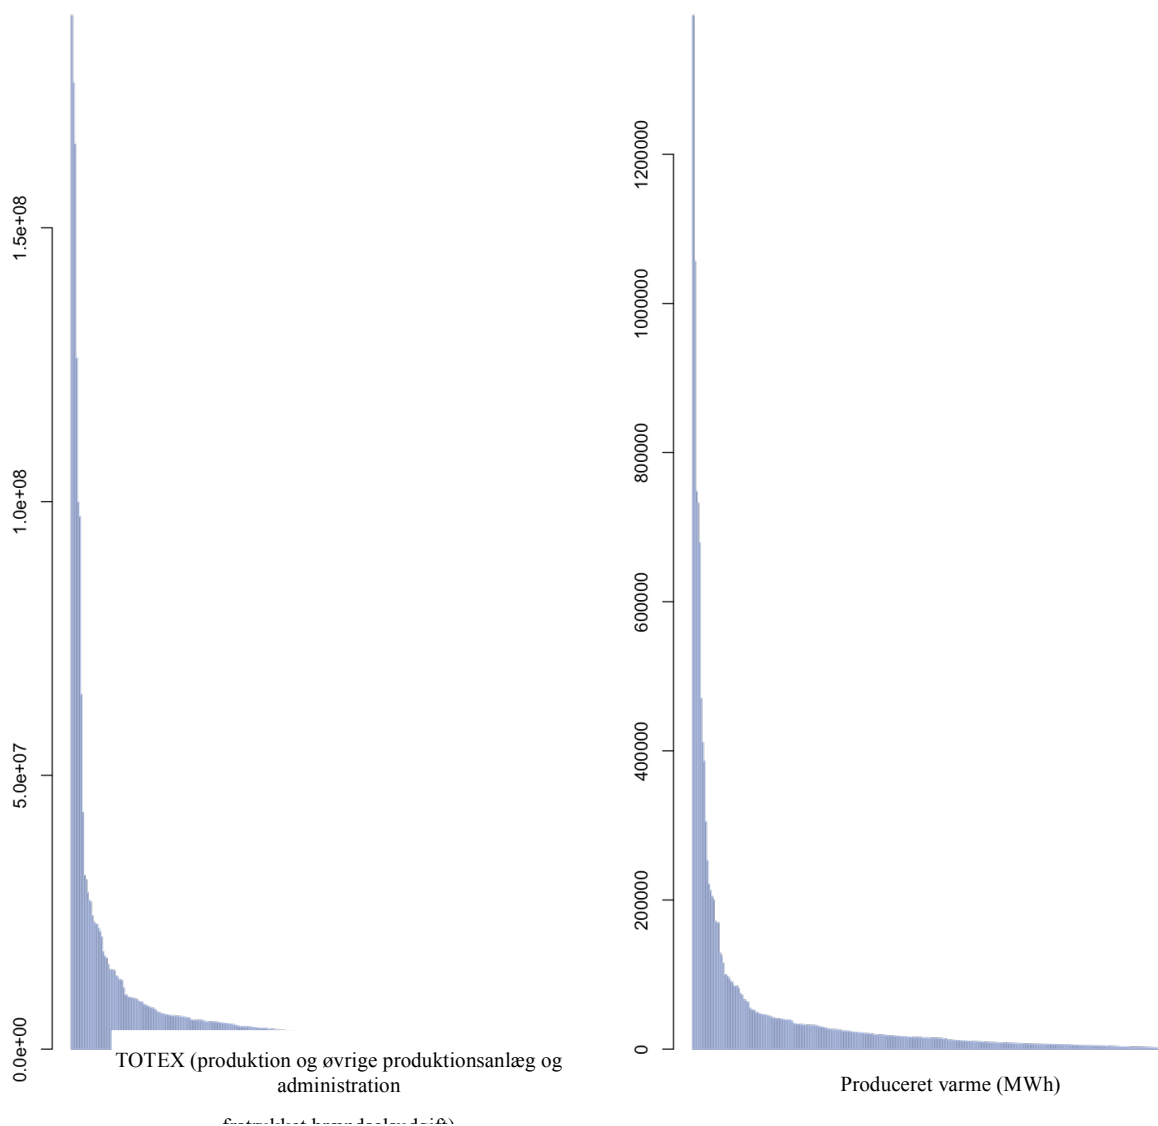 1.5e+08
1.0e+08
5.0e+07
0.0e+00
TOTEX (produktion og øvrige produktionsanlæg og
administration
1200000
1000000
800000
600000
400000
200000
0
Produceret varme (MWh)